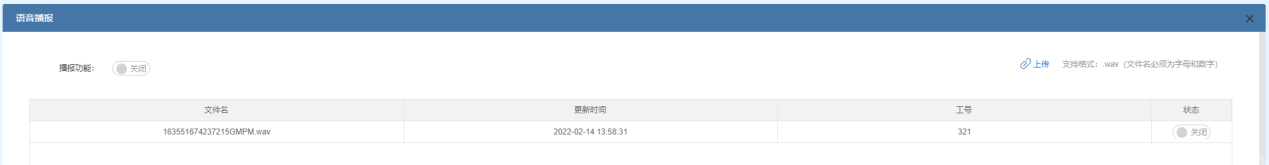 语音播报
播报功能： 关闭
上传 支持格式：.wav（文件名必须为字母和数字）
文件名 更新时间 工号 状态
163551674237215GMPM.wav 2022-02-14 13:58:31 321 关闭